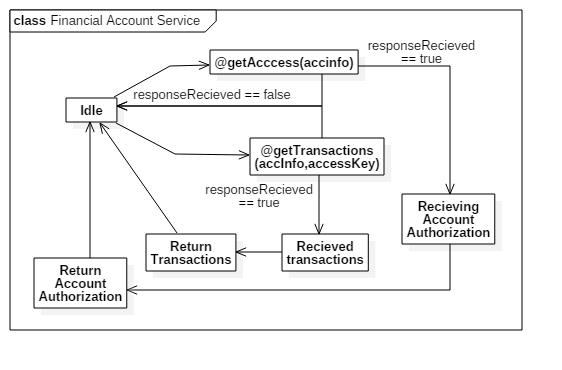 class Financial Account Service
responseRecieved
== true
@getAcccess(accinfo)
responseRecieved == false
Idle
@getTransactions
(accInfo,accessKey)
responseRecieved
== true
Recieving
Account
Authorization
Return
Transactions
Recieved
transactions
Return
Account
Authorization